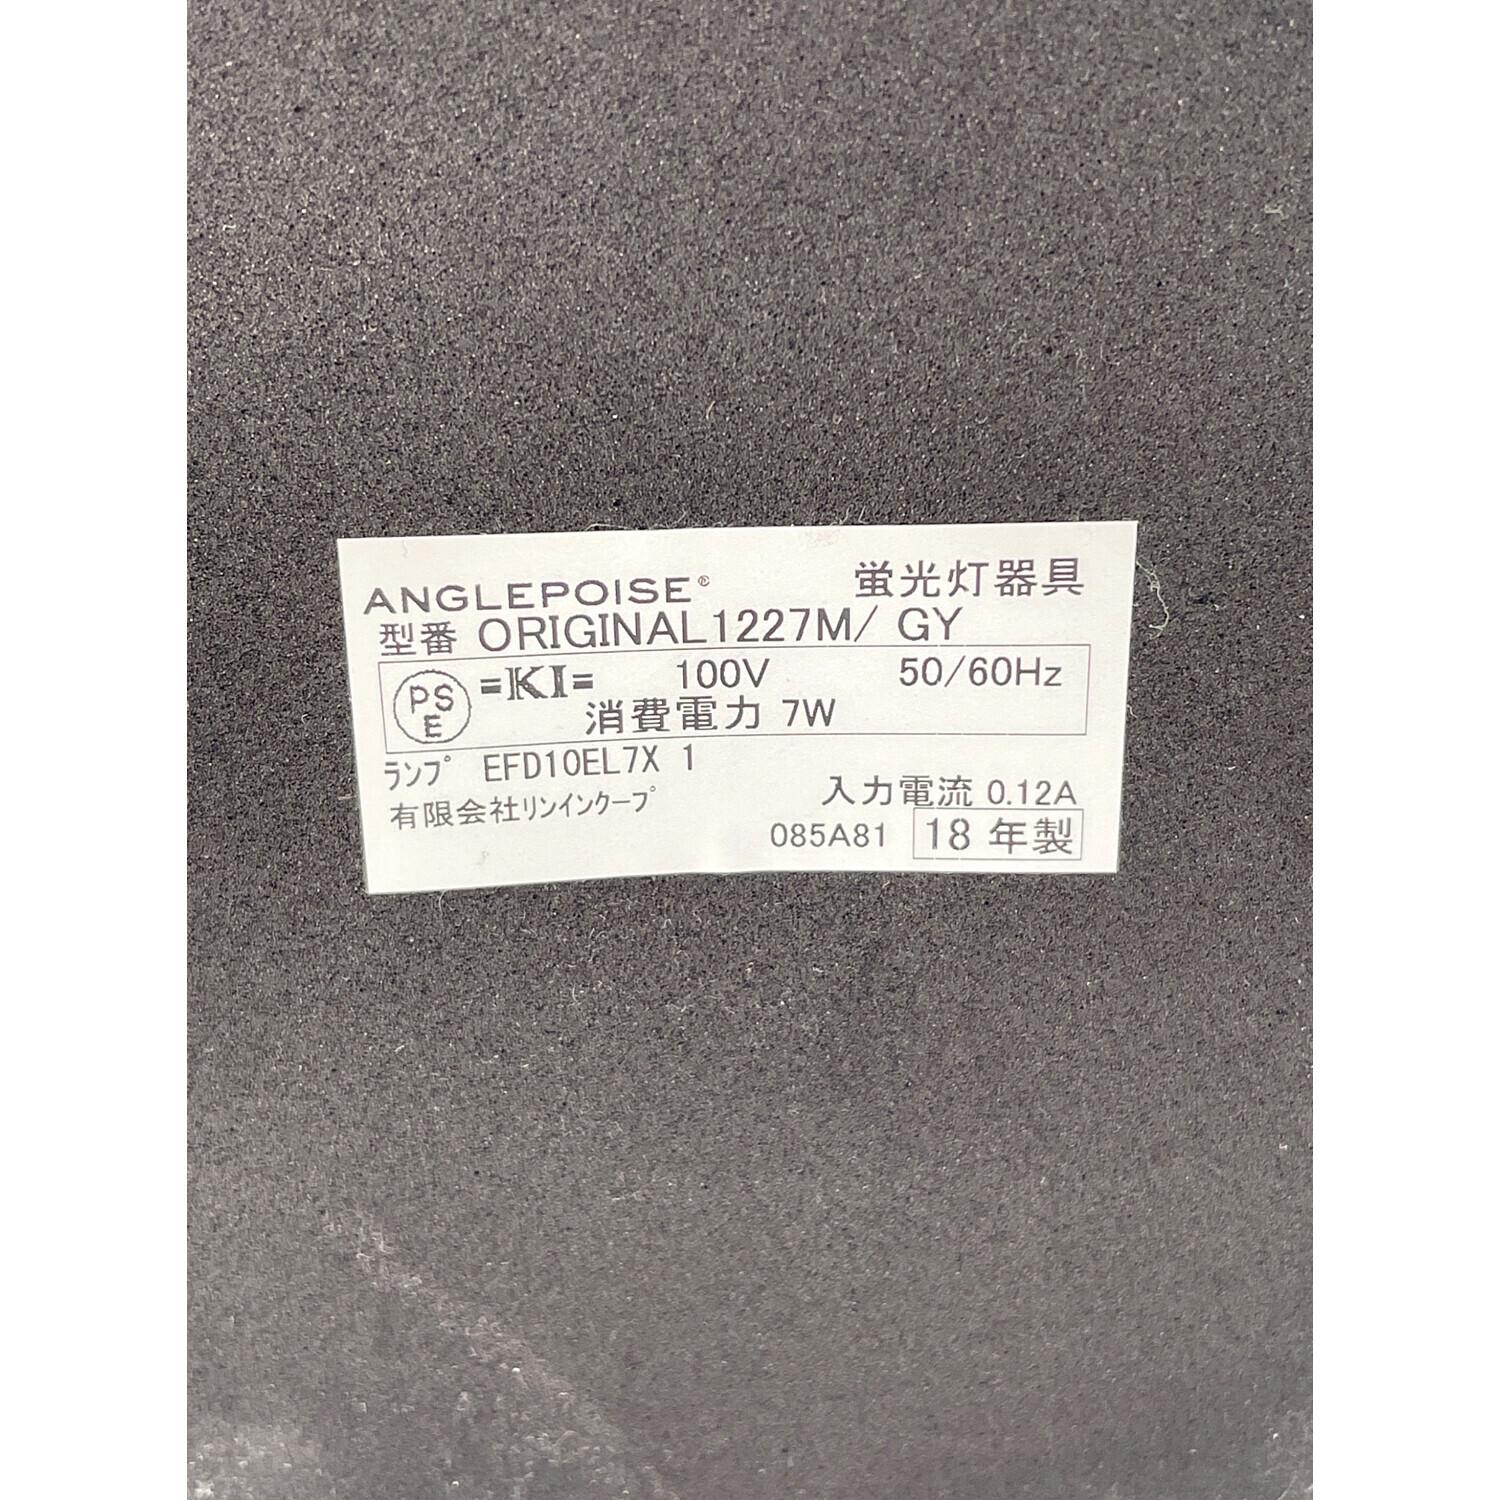 ANGLEPOISE® 蛍光灯器具
型番 ORIGINAL1227M/ GY
PSE =KI= 100V 50/60Hz
消費電力 7W
ランプ EFD10EL7X 1
入力電流 0.12A
有限会社リンインクープ
085A81 18 年製